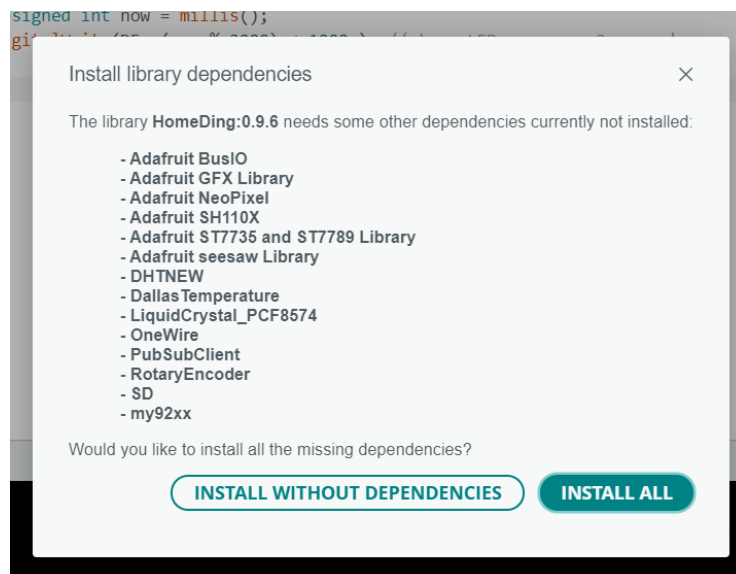 signed int now = millis();
Install library dependencies
The library HomeDing:0.9.6 needs some other dependencies currently not installed:
- Adafruit BusIO
- Adafruit GFX Library
- Adafruit NeoPixel
- Adafruit SH110X
- Adafruit ST7735 and ST7789 Library
- Adafruit seesaw Library
- DHTNEW
- DallasTemperature
- LiquidCrystal_PCF8574
- OneWire
- PubSubClient
- RotaryEncoder
- SD
- my92xx
Would you like to install all the missing dependencies?
INSTALL WITHOUT DEPENDENCIES
INSTALL ALL